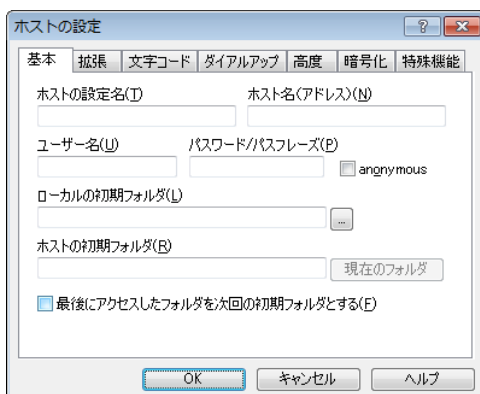 ホストの設定
基本 拡張 文字コード ダイアルアップ 高度 暗号化 特殊機能
ホストの設定名(T) ホスト名(アドレス)(N)
ユーザー名(U) パスワード/パスフレーズ(P)
anonymous
ローカルの初期フォルダ(L)
...
ホストの初期フォルダ(R)
現在のフォルダ
最後にアクセスしたフォルダを次回の初期フォルダとする(F)
OK キャンセル ヘルプ